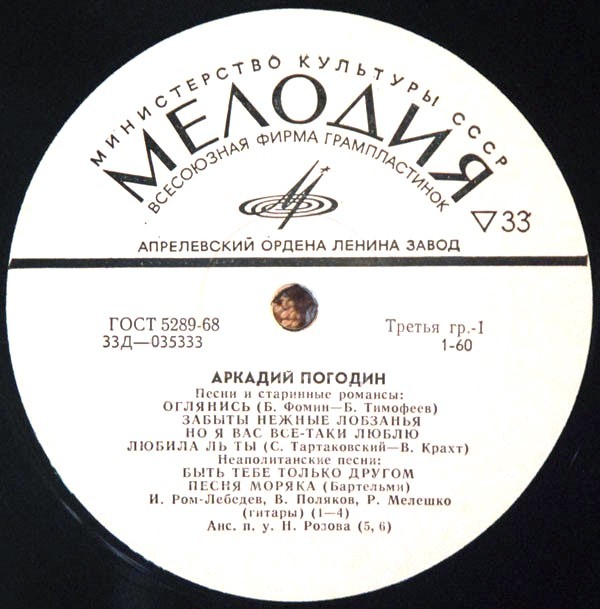 МИНИСТЕРСТВО КУЛЬТУРЫ СССР
МЕЛОДИЯ
ВСЕСОЮЗНАЯ ФИРМА ГРАМПЛАСТИНОК
▽33
АПРЕЛЕВСКИЙ ОРДЕНА ЛЕНИНА ЗАВОД
ГОСТ 5289-68
Третья гр.-1
33Д—035333
1-60
АРКАДИЙ ПОГОДИН
Песни и старинные романсы:
ОГЛЯНИСЬ (Б. Фомин—Б. Тимофеев)
ЗАБЫТЫ НЕЖНЫЕ ЛОБЗАНЬЯ
НО Я ВАС ВСЕ-ТАКИ ЛЮБЛЮ
ЛЮБИЛА ЛЬ ТЫ (С. Тартаковский—В. Крахт)
Неаполитанские песни:
БЫТЬ ТЕБЕ ТОЛЬКО ДРУГОМ
ПЕСНЯ МОРЯКА (Бартельми)
И. Ром-Лебедев, В. Поляков, Р. Мелешко
(гитары) (1—4)
Анс. п. у. Н. Розова (5, 6)